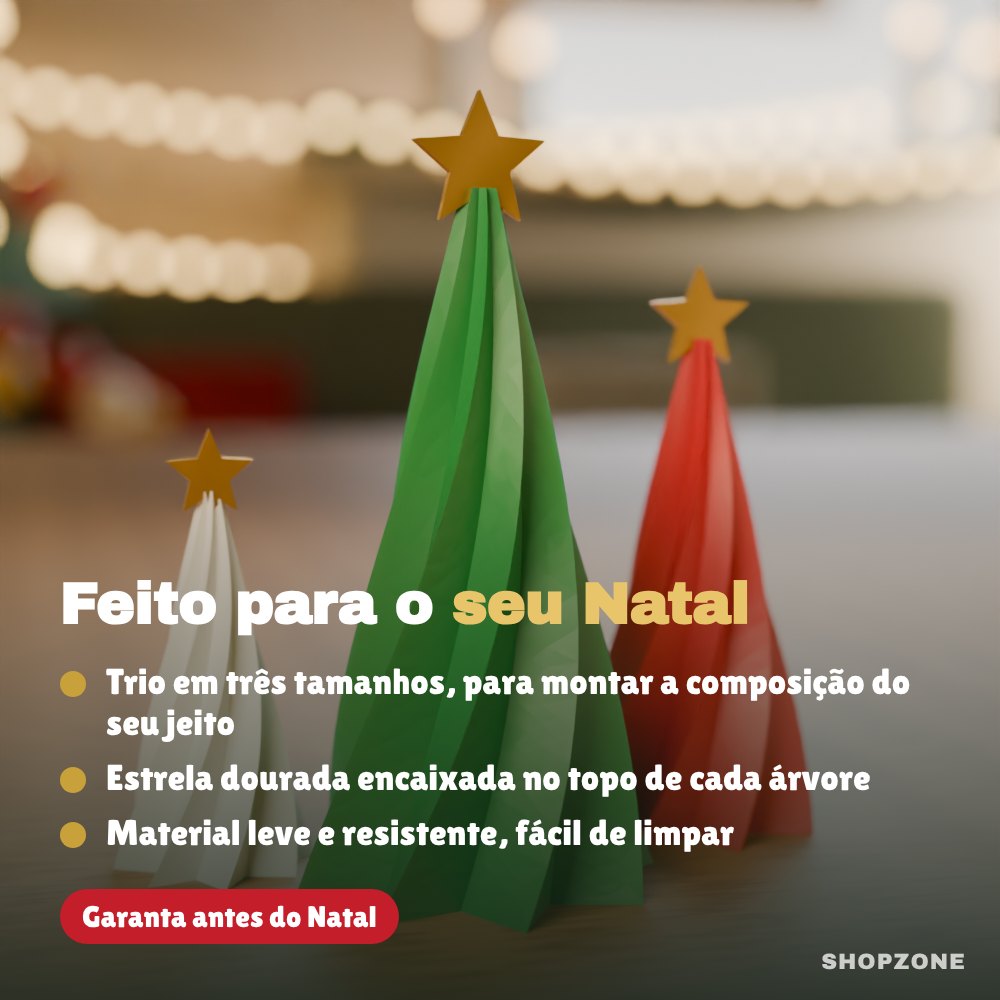 Feito para o seu Natal
Trio em três tamanhos, para montar a composição do
seu jeito
Estrela dourada encaixada no topo de cada árvore
Material leve e resistente, fácil de limpar
Garanta antes do Natal
SHOPZONE